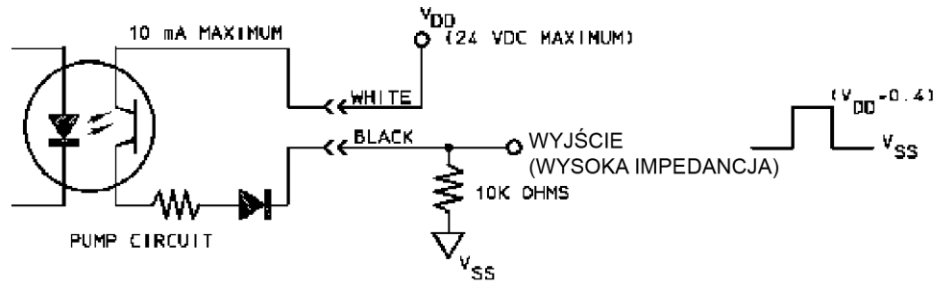 V_DD
10 mA MAXIMUM
(24 VDC MAXIMUM)
WHITE
(V_DD-0.4)
BLACK
WYJŚCIE
(WYSOKA IMPEDANCJA)
V_SS
10K OHMS
PUMP CIRCUIT
V_SS